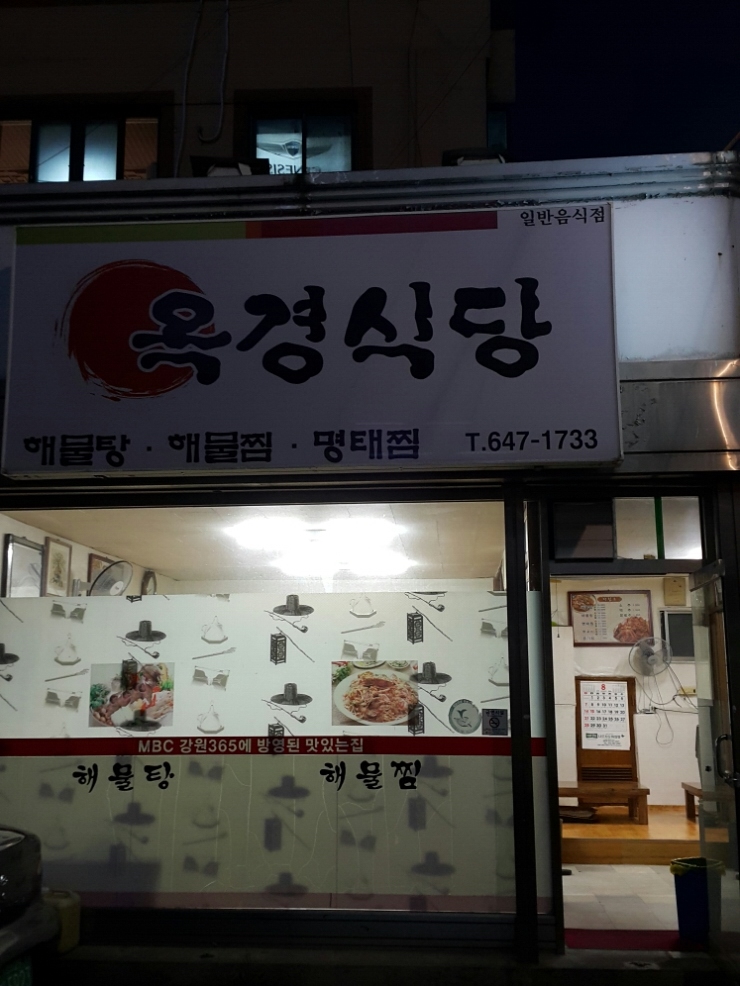 일반음식점
옥경식당
해물탕 · 해물찜 · 명태찜 T.647-1733
MBC 강원365에 방영된 맛있는집
해물탕 해물찜
8